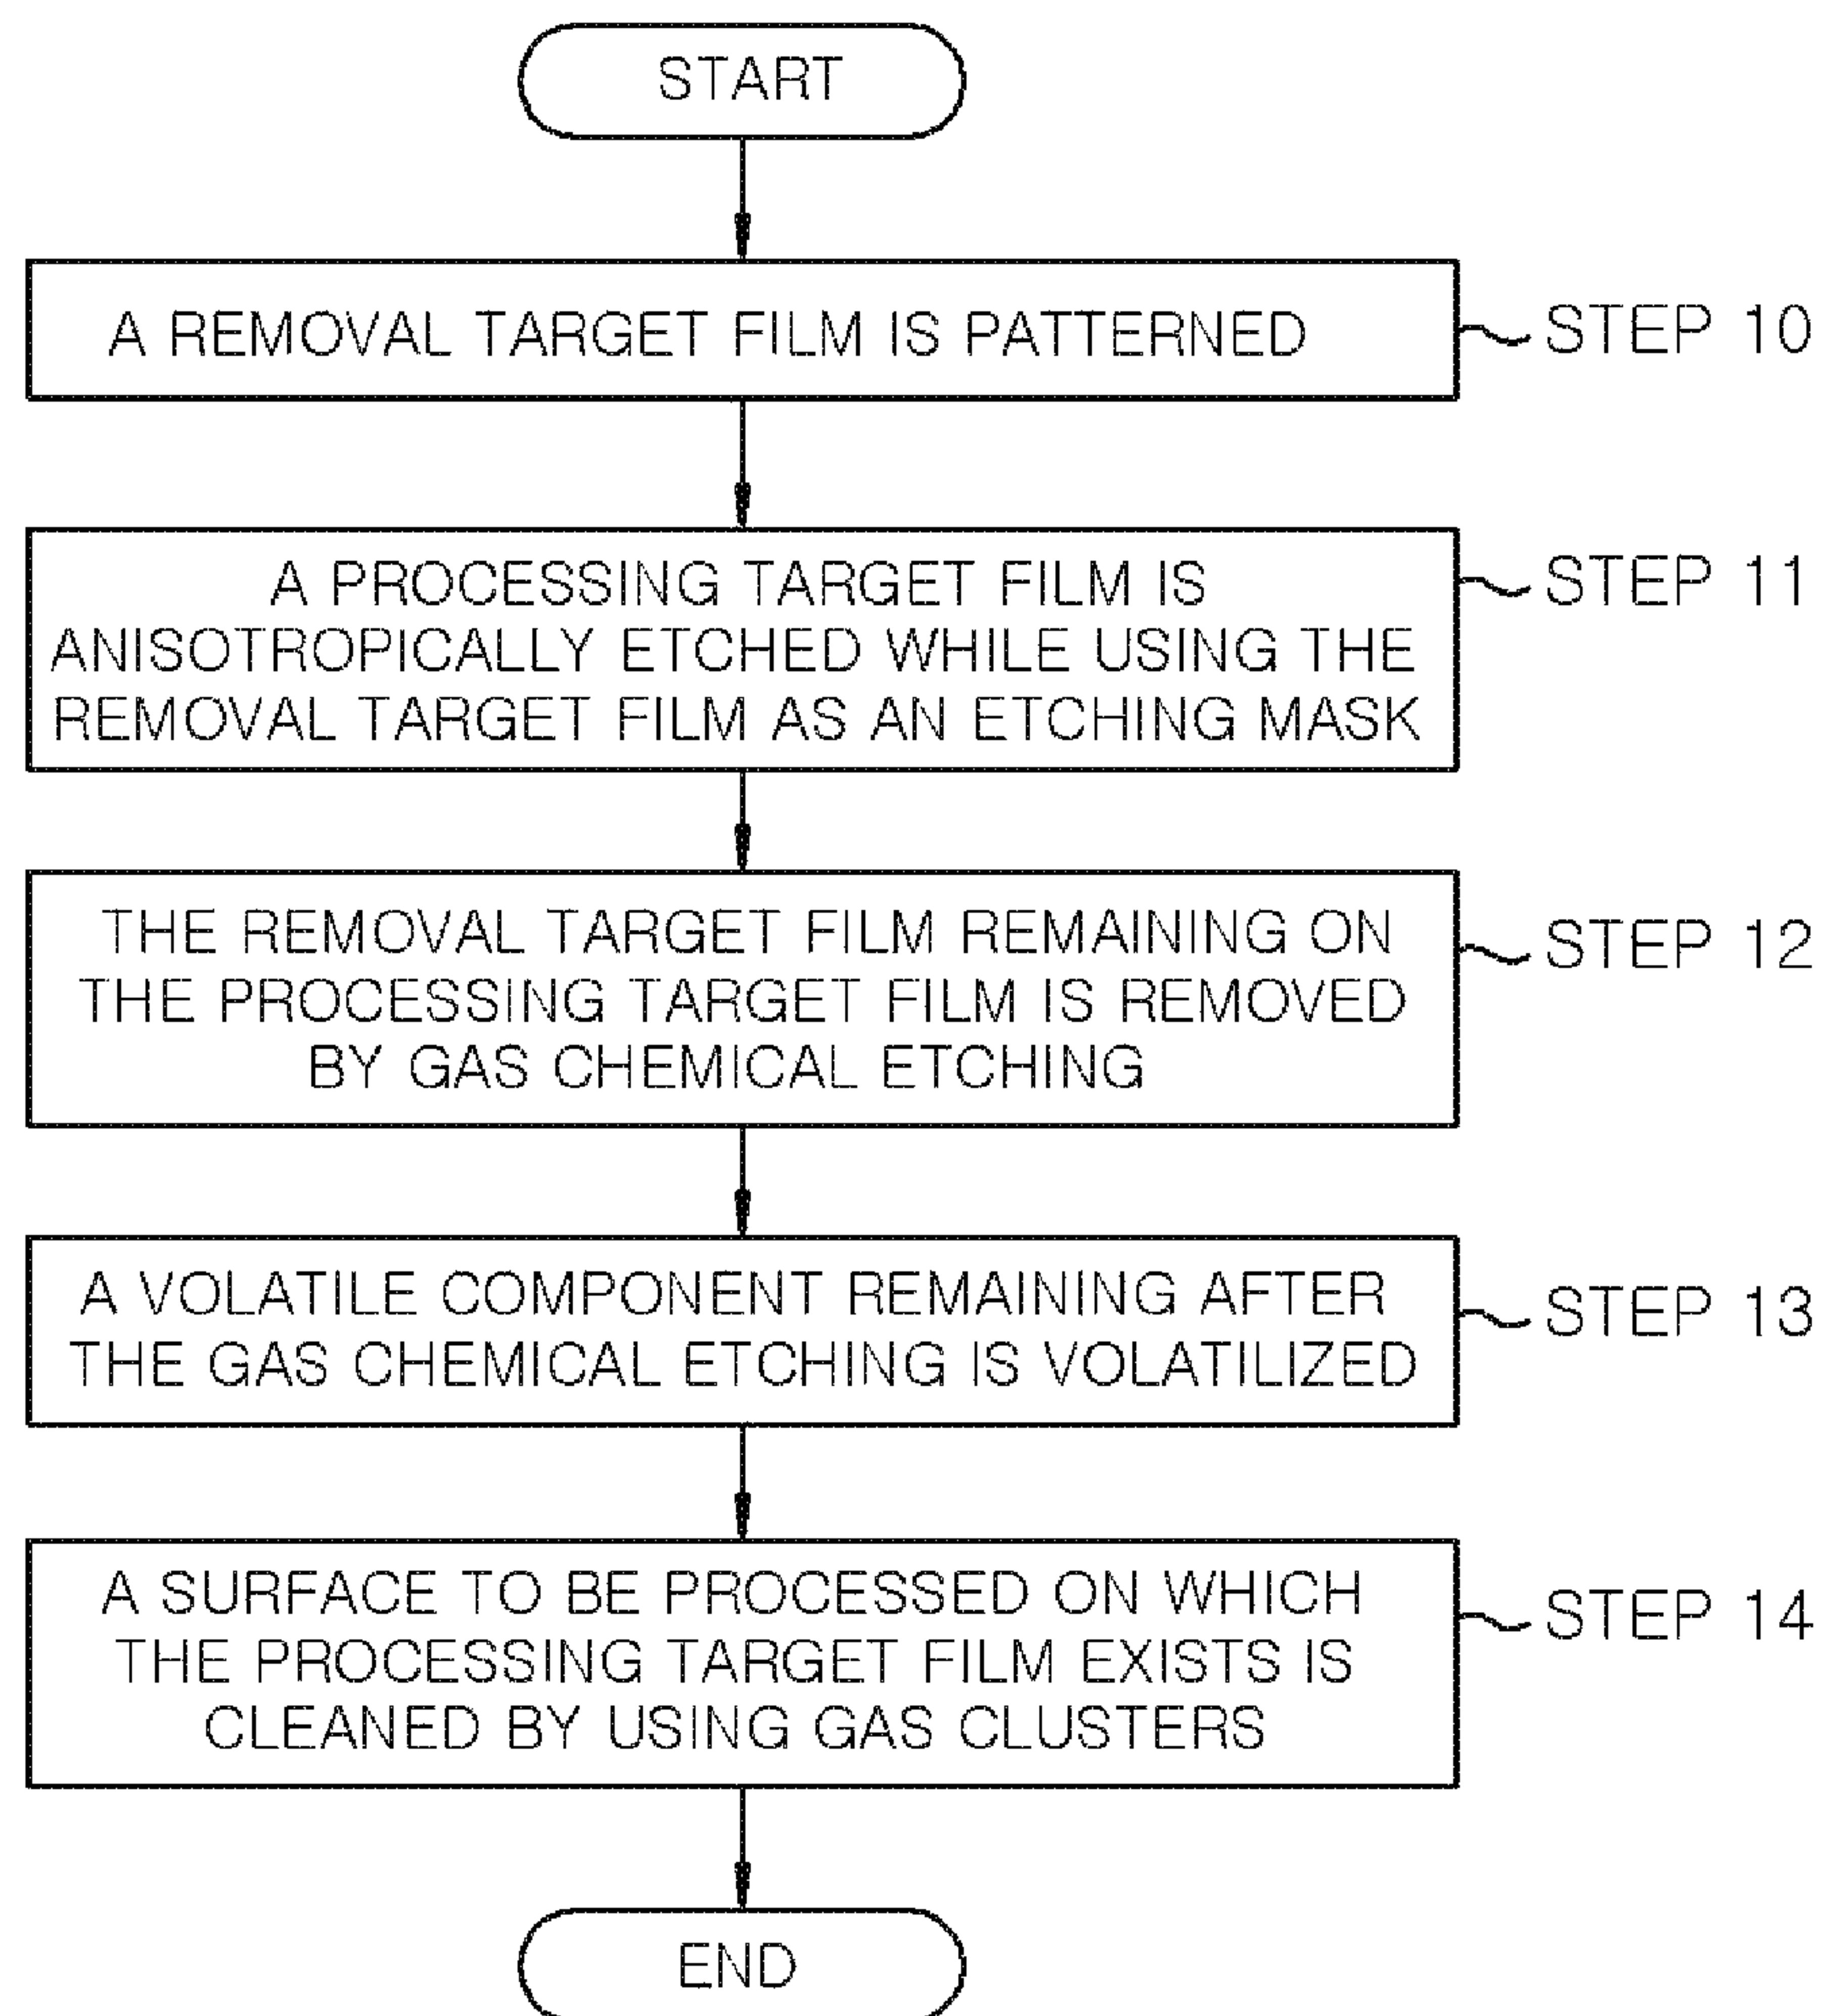 START
A REMOVAL TARGET FILM IS PATTERNED
STEP 10
A PROCESSING TARGET FILM IS
ANISOTROPICALLY ETCHED WHILE USING THE
REMOVAL TARGET FILM AS AN ETCHING MASK
STEP 11
THE REMOVAL TARGET FILM REMAINING ON
THE PROCESSING TARGET FILM IS REMOVED
BY GAS CHEMICAL ETCHING
STEP 12
A VOLATILE COMPONENT REMAINING AFTER
THE GAS CHEMICAL ETCHING IS VOLATILIZED
STEP 13
A SURFACE TO BE PROCESSED ON WHICH
THE PROCESSING TARGET FILM EXISTS IS
CLEANED BY USING GAS CLUSTERS
STEP 14
END